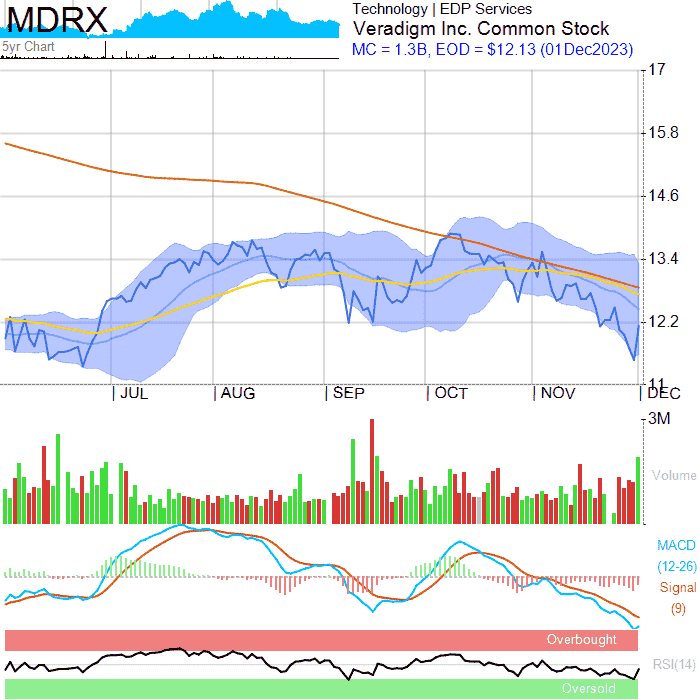 MDRX
Technology | EDP Services
Veradigm Inc. Common Stock
MC = 1.3B, EOD = $12.13 (01Dec2023)
5yr Chart
17
15.8
14.6
13.4
12.2
11
JUL AUG SEP OCT NOV DEC
3M
Volume
MACD
(12-26)
Signal
(9)
Overbought
RSI(14)
Oversold